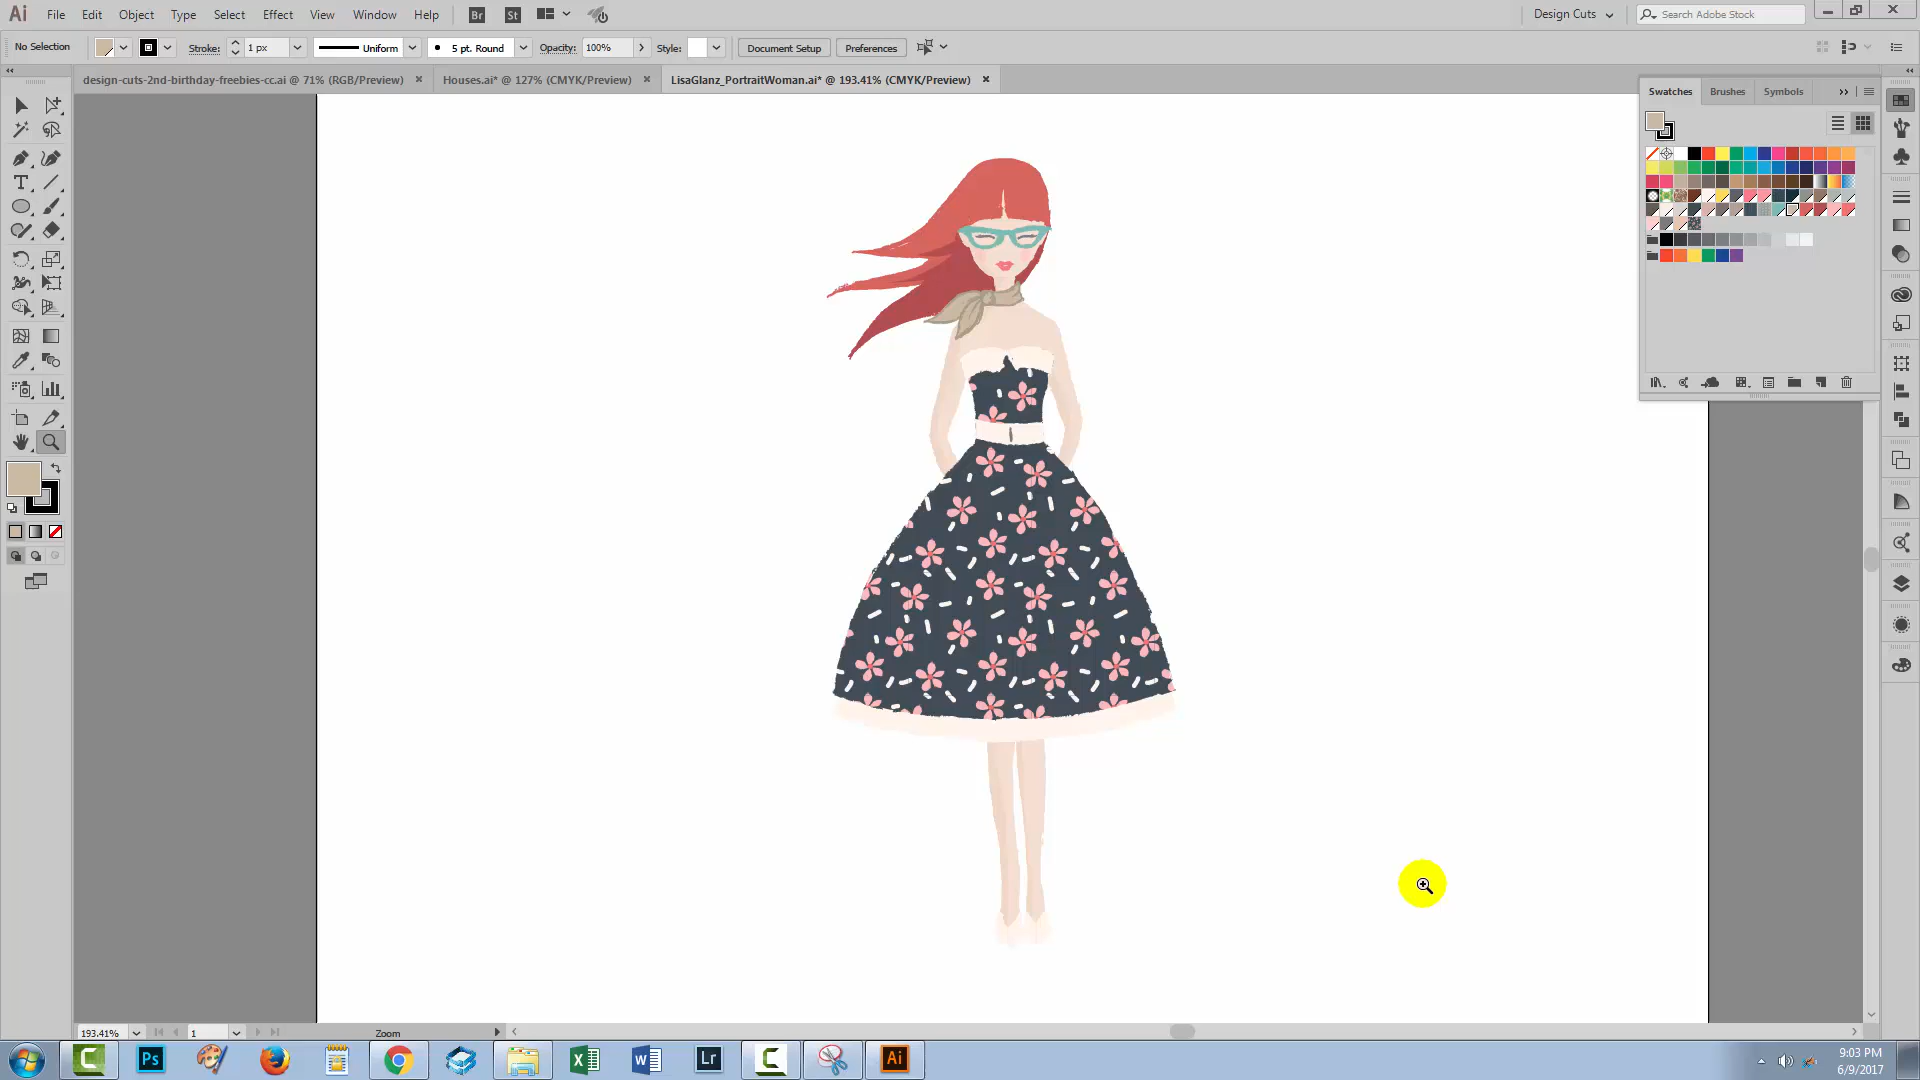 Ai File Edit Object Type Select Effect View Window Help Br St Design Cuts Search Adobe Stock
No Selection Stroke: 1 px Uniform 5 pt. Round Opacity: 100% Style: Document Setup Preferences
design-cuts-2nd-birthday-freebies-cc.ai @ 71% (RGB/Preview) Houses.ai* @ 127% (CMYK/Preview) LisaGlanz_PortraitWoman.ai* @ 193.41% (CMYK/Preview)
Swatches Brushes Symbols
193.41% 1 Zoom
Ps Lr Ai
9:03 PM
6/9/2017